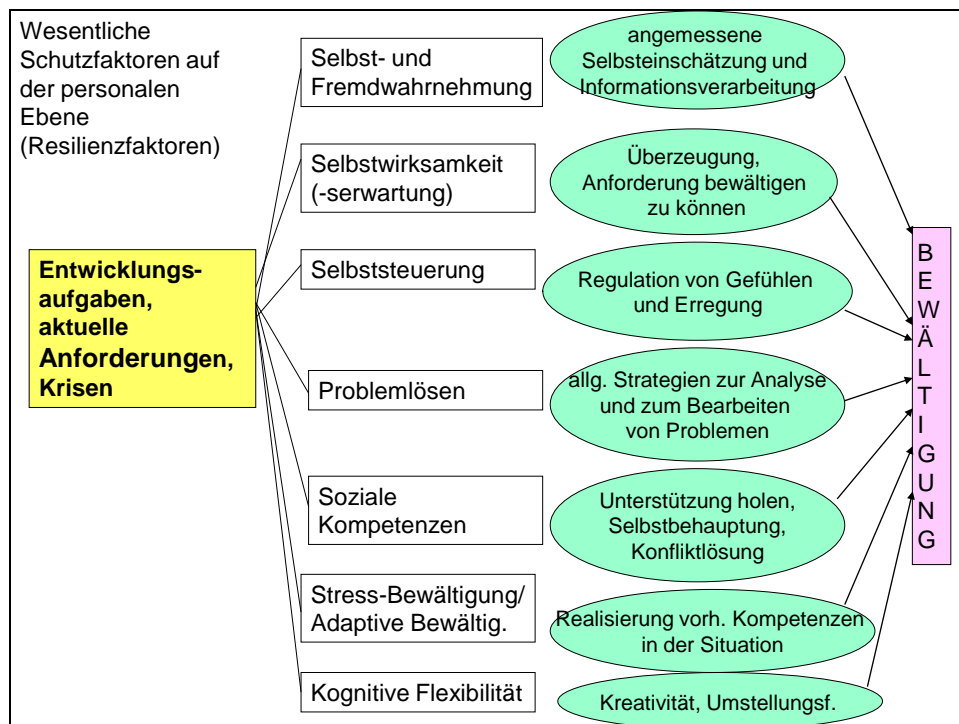 Wesentliche
Schutzfaktoren auf
der personalen
Ebene
(Resilienzfaktoren)
Entwicklungs-
aufgaben,
aktuelle
Anforderungen,
Krisen
Selbst- und
Fremdwahrnehmung
angemessene
Selbsteinschätzung und
Informationsverarbeitung
Selbstwirksamkeit
(-serwartung)
Überzeugung,
Anforderung bewältigen
zu können
Selbststeuerung
Regulation von Gefühlen
und Erregung
Problemlösen
allg. Strategien zur Analyse
und zum Bearbeiten
von Problemen
Soziale
Kompetenzen
Unterstützung holen,
Selbstbehauptung,
Konfliktlösung
Stress-Bewältigung/
Adaptive Bewältig.
Realisierung vorh. Kompetenzen
in der Situation
Kognitive Flexibilität
Kreativität, Umstellungsf.
B
E
W
Ä
L
T
I
G
U
N
G